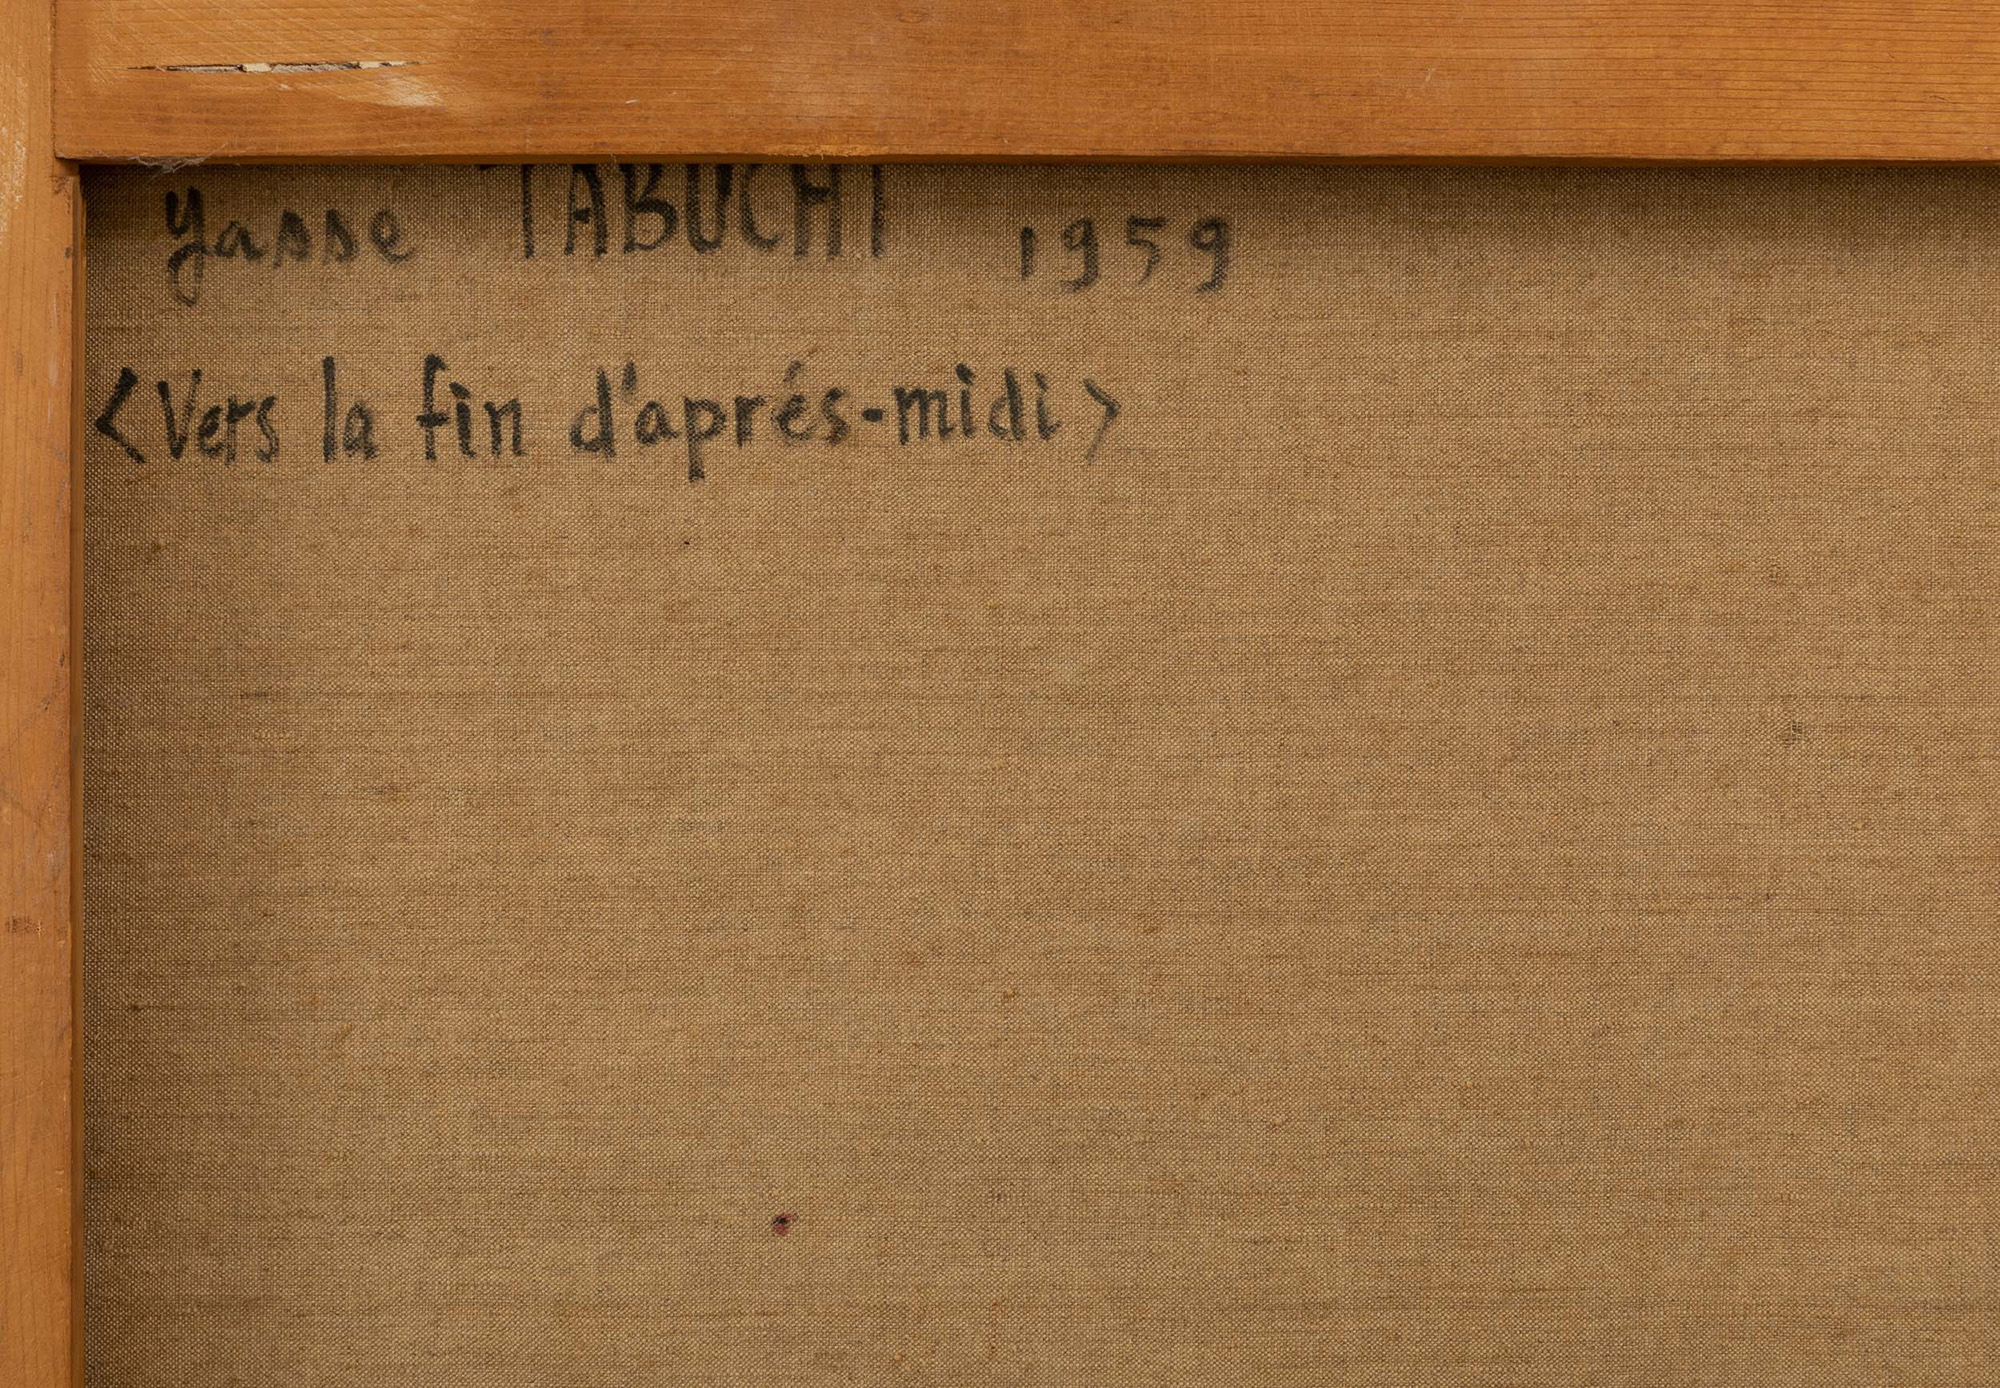 yasse TABUCHI 1959
<Vers la fin d'aprés-midi>